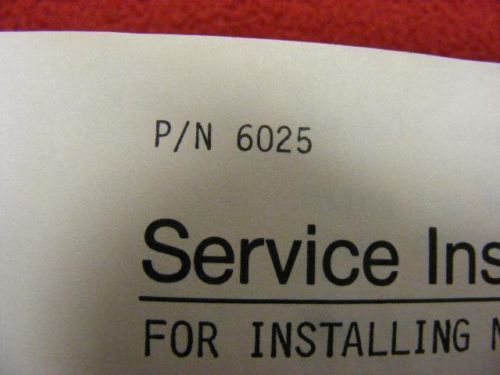 P/N 6025
Service Ins
FOR INSTALLING